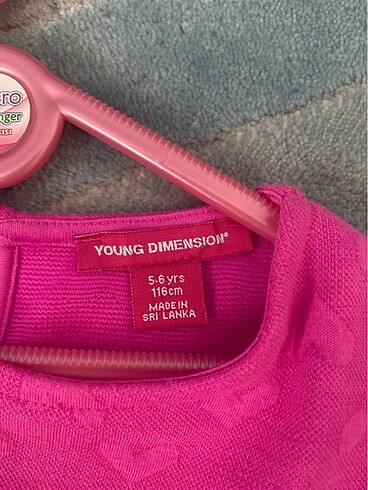 YOUNG DIMENSION®
5-6 yrs
116cm
MADE IN
SRI LANKA